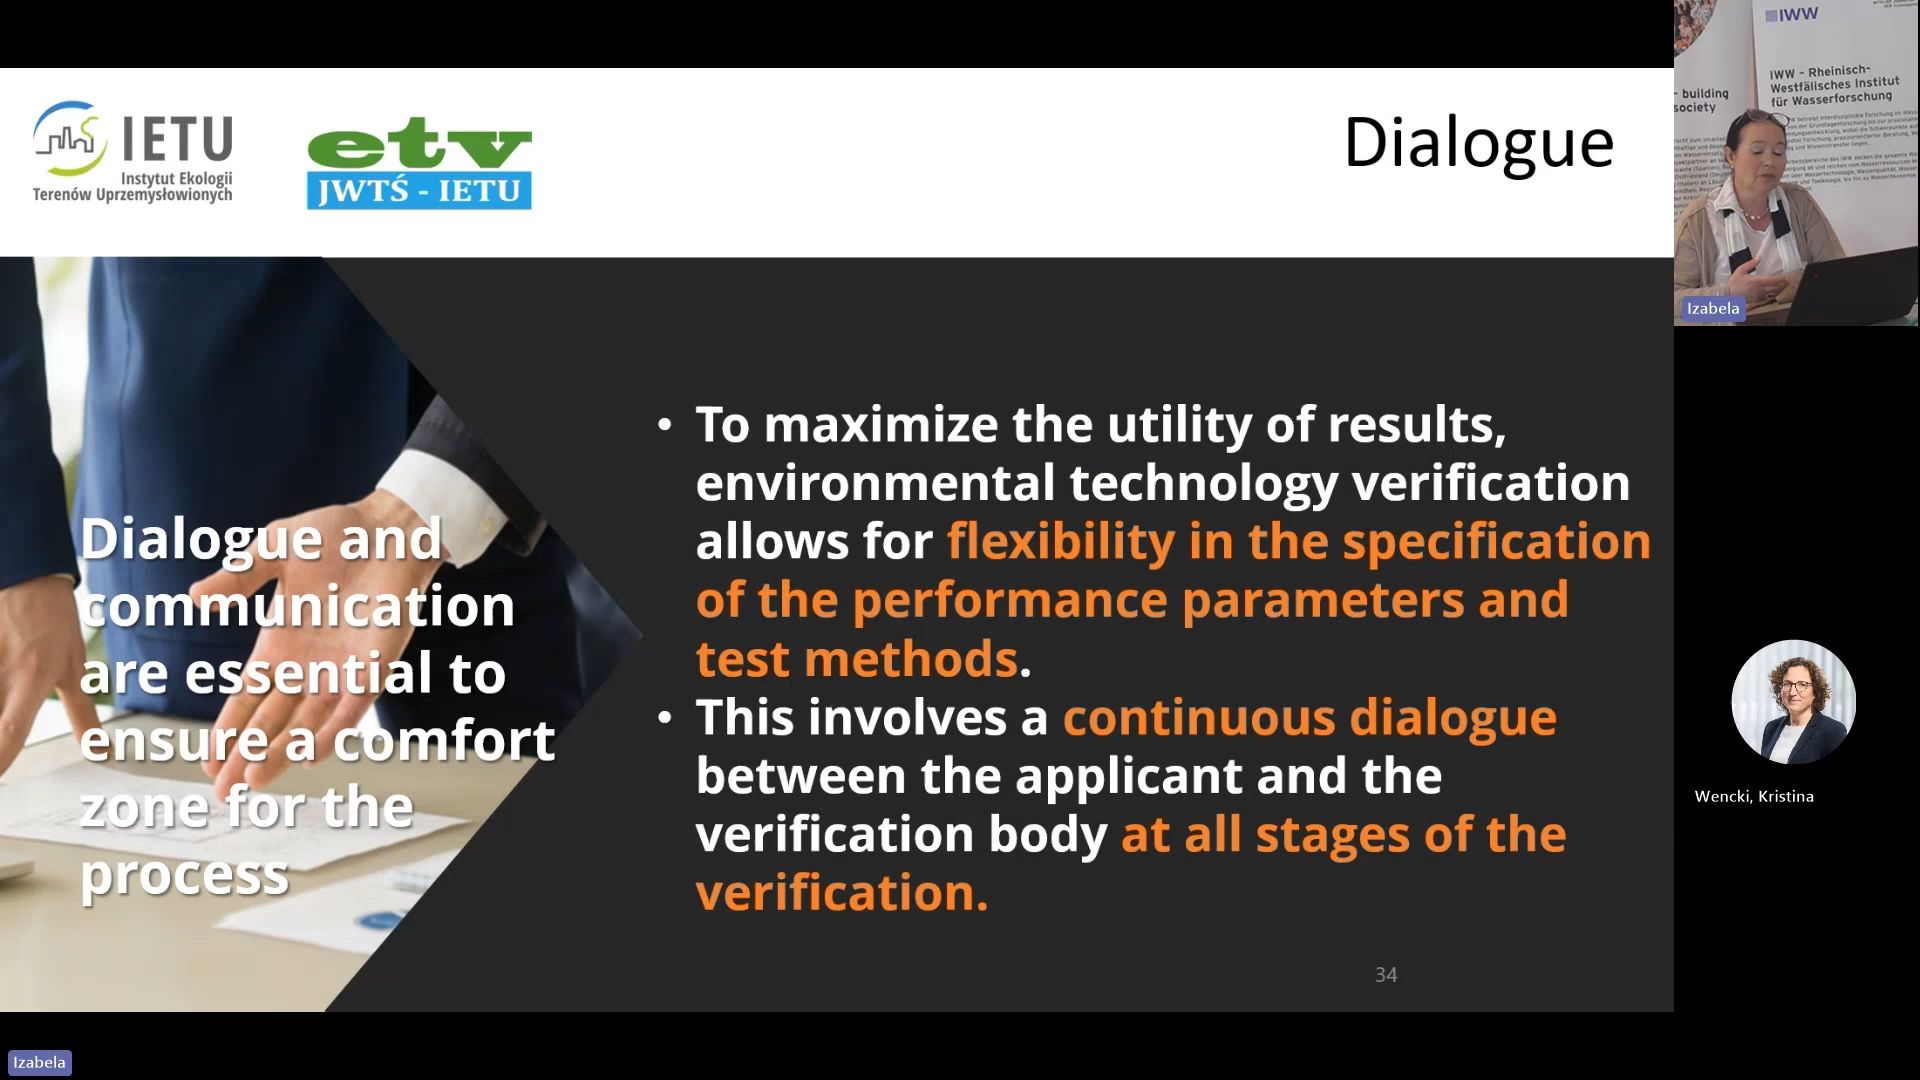 IETU
Instytut Ekologii
Terenów Uprzemysłowionych
etv
JWTŚ - IETU
Dialogue
Dialogue and
communication
are essential to
ensure a comfort
zone for the
process
• To maximize the utility of results,
environmental technology verification
allows for flexibility in the specification
of the performance parameters and
test methods.
• This involves a continuous dialogue
between the applicant and the
verification body at all stages of the
verification.
34
IWW
IWW - Rheinisch-
Westfälisches Institut
für Wasserforschung
building
society
Izabela
Wencki, Kristina
Izabela